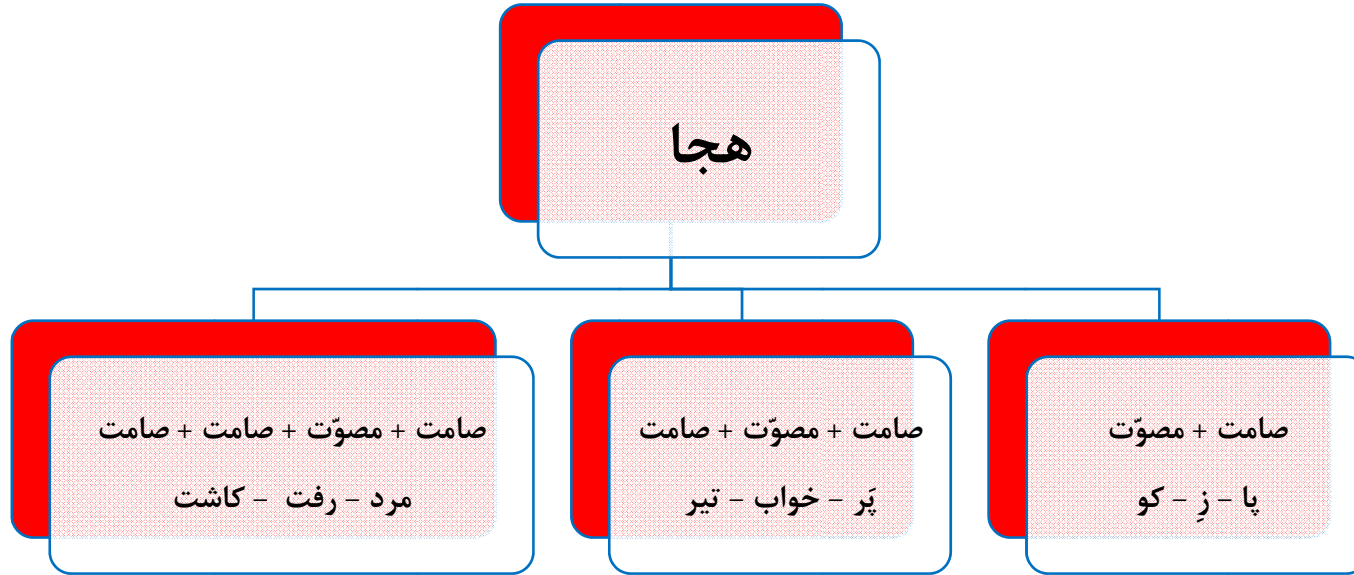 هجا
صامت + مصوّت
پا – زِ – کو
صامت + مصوّت + صامت
پَر – خواب – تیر
صامت + مصوّت + صامت + صامت
مرد – رفت – کاشت